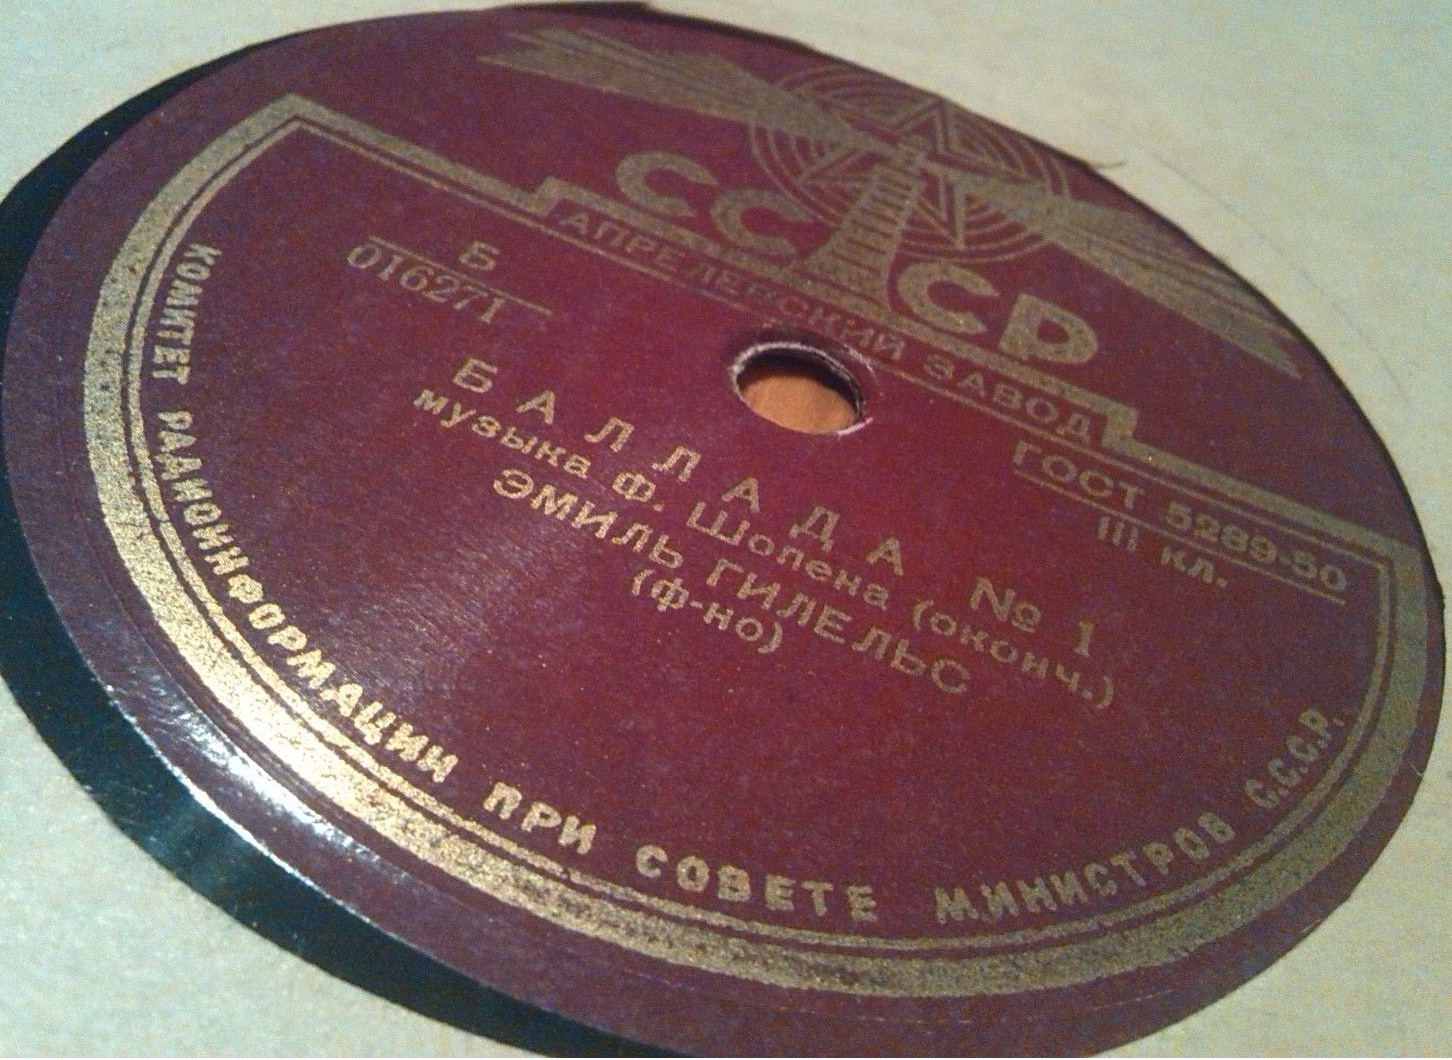 СССР
АПРЕЛЕВСКИЙ ЗАВОД
Б
016271
ГОСТ 5289-50
III кл.
БАЛЛАДА № 1
музыка Ф. Шопена (оконч.)
ЭМИЛЬ ГИЛЕЛЬС
(ф-но)
КОМИТЕТ РАДИОИНФОРМАЦИИ ПРИ СОВЕТЕ МИНИСТРОВ С.С.С.Р.